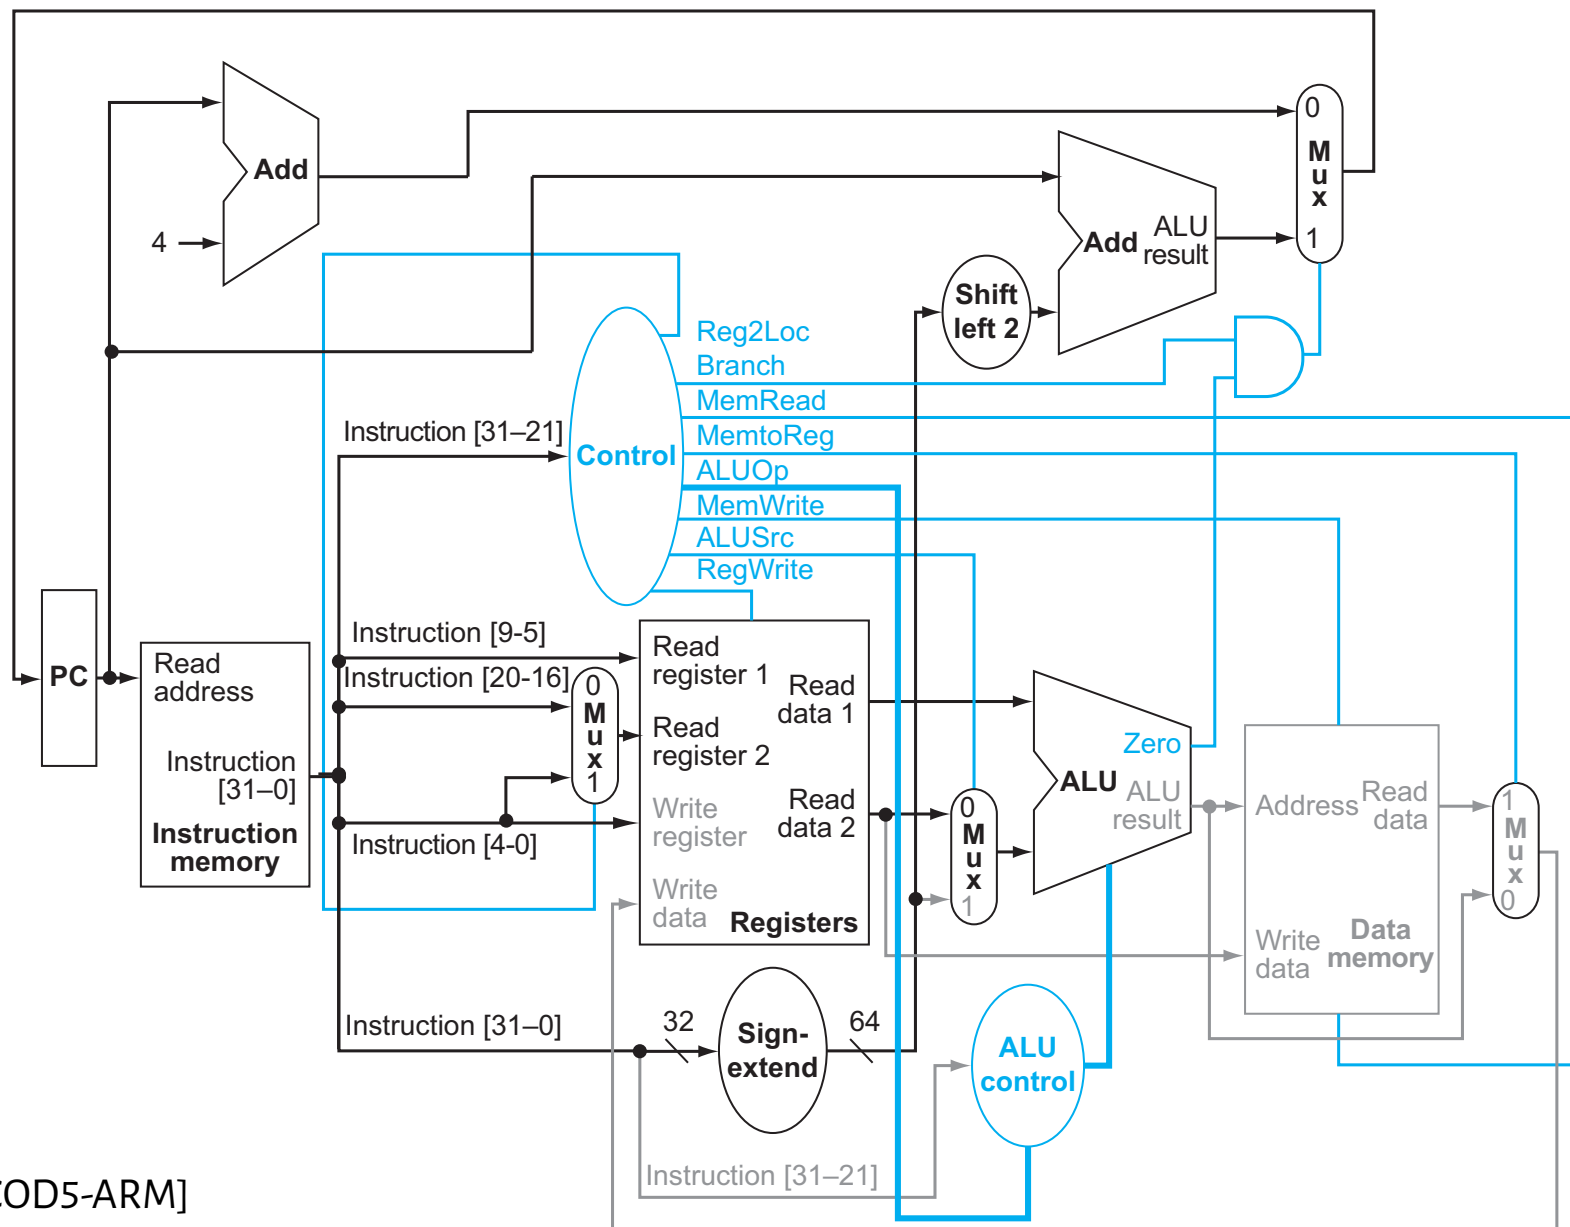 0
M
u
x
1
Add
4
Add
ALU
result
Shift
left 2
Reg2Loc
Branch
MemRead
MemtoReg
ALUOp
MemWrite
ALUSrc
RegWrite
Instruction [31–21]
Control
PC
Read
address
Instruction
[31–0]
Instruction
memory
Instruction [9-5]
Instruction [20-16]
0
M
u
x
1
Instruction [4-0]
Read
register 1
Read
register 2
Write
register
Write
data
Read
data 1
Read
data 2
Registers
0
M
u
x
1
Zero
ALU
ALU
result
Address
Read
data
Write
data
Data
memory
1
M
u
x
0
Instruction [31–0]
32
Sign-
extend
64
ALU
control
Instruction [31–21]
COD5-ARM]